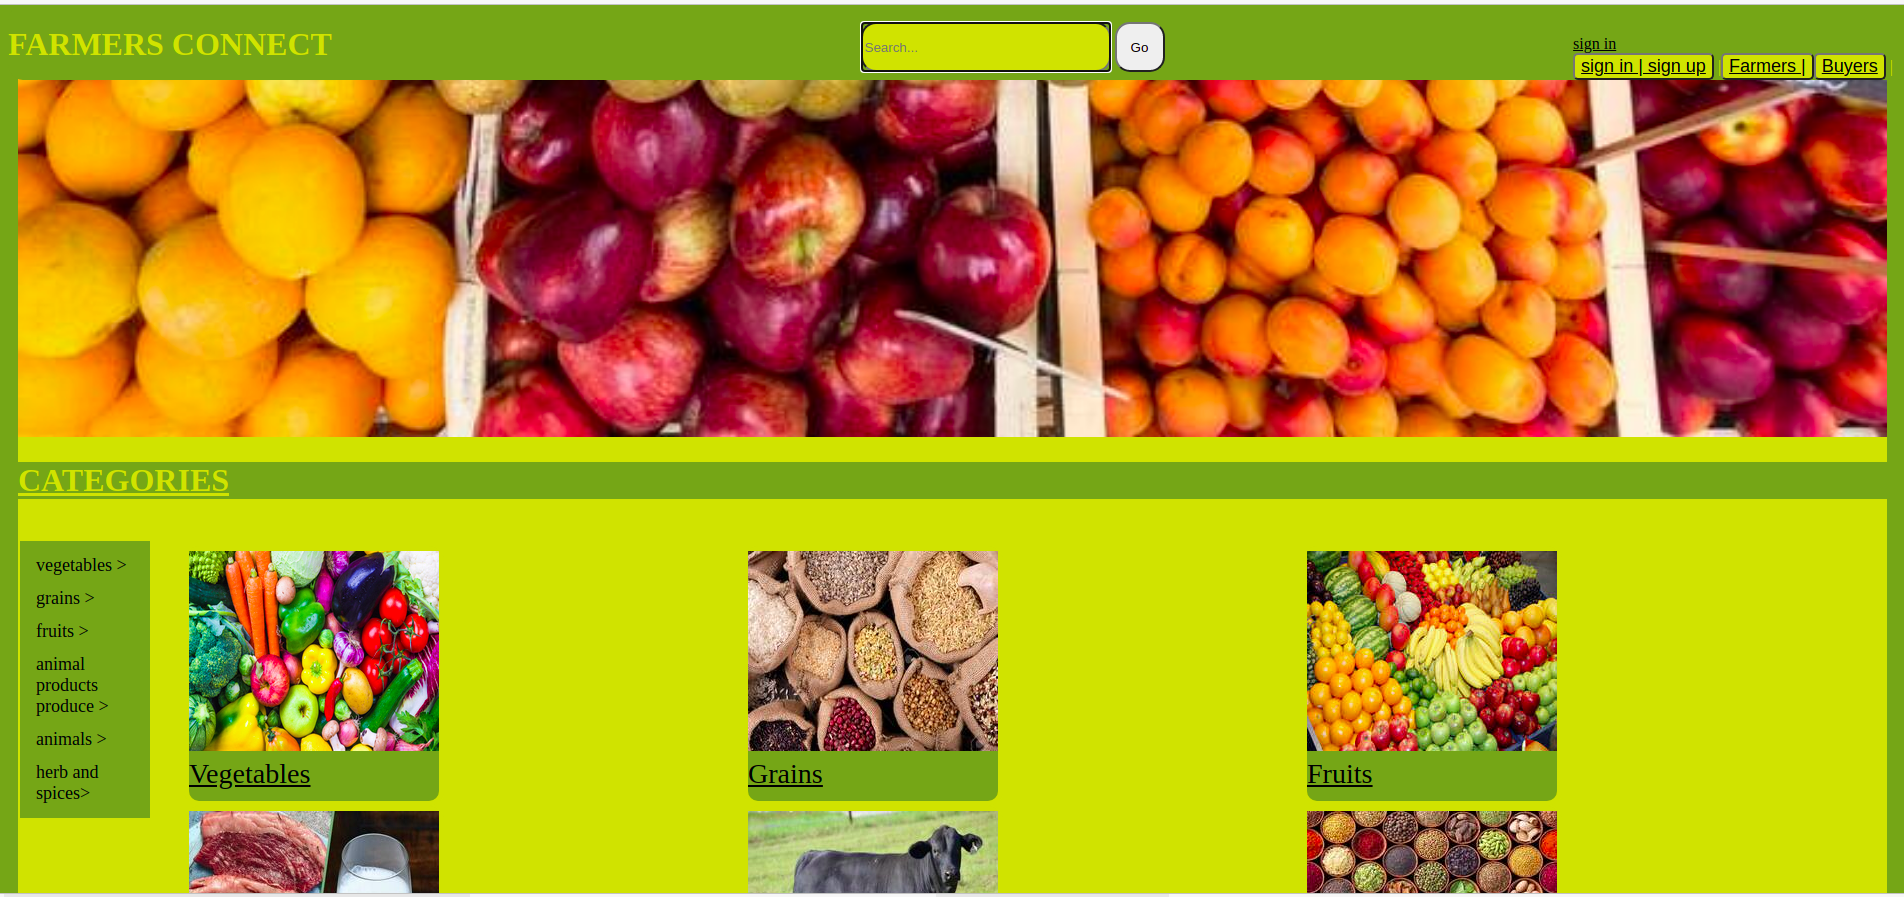 FARMERS CONNECT
Search...
Go
sign in
sign in | sign up | Farmers | Buyers |
CATEGORIES
vegetables >
grains >
fruits >
animal
products
produce >
animals >
herb and
spices>
Vegetables
Grains
Fruits